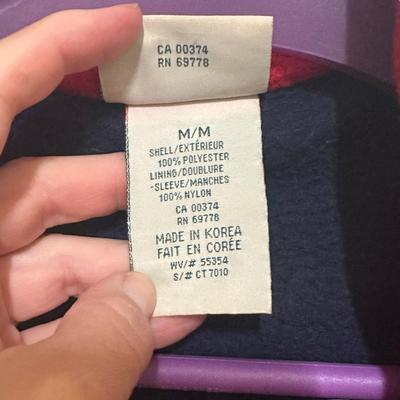 CA 00374
RN 69778
M/M
SHELL/EXTÉRIEUR
100% POLYESTER
LINING/DOUBLURE
-SLEEVE/MANCHES
100% NYLON
CA 00374
RN 69778
MADE IN KOREA
FAIT EN CORÉE
WV/# 55354
S/# CT7010